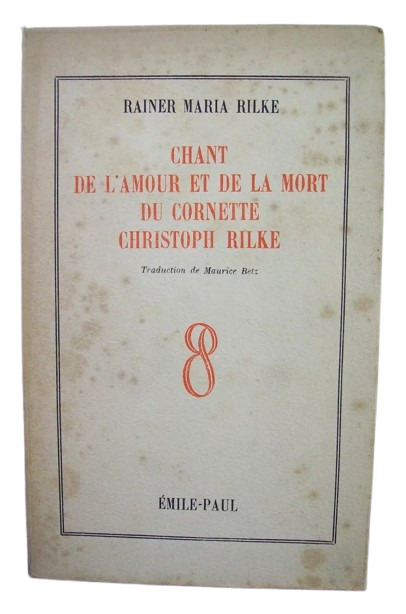 RAINER MARIA RILKE
CHANT
DE L'AMOUR ET DE LA MORT
DU CORNETTE
CHRISTOPH RILKE
Traduction de Maurice Betz
8
ÉMILE-PAUL